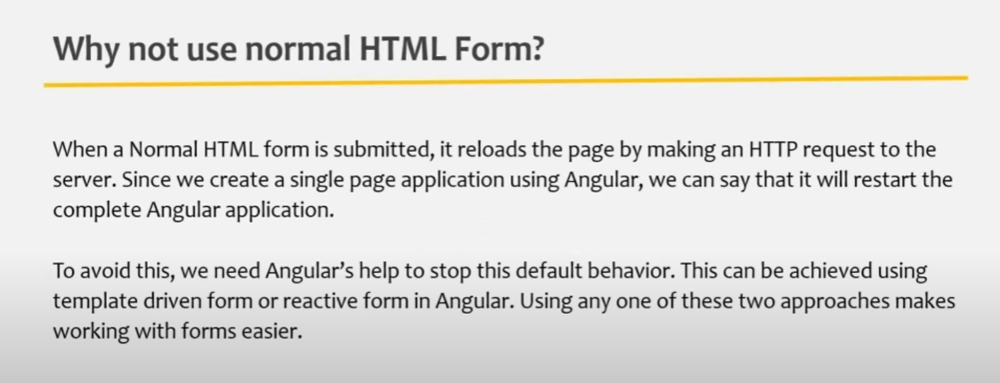 Why not use normal HTML Form?
When a Normal HTML form is submitted, it reloads the page by making an HTTP request to the
server. Since we create a single page application using Angular, we can say that it will restart the
complete Angular application.
To avoid this, we need Angular’s help to stop this default behavior. This can be achieved using
template driven form or reactive form in Angular. Using any one of these two approaches makes
working with forms easier.